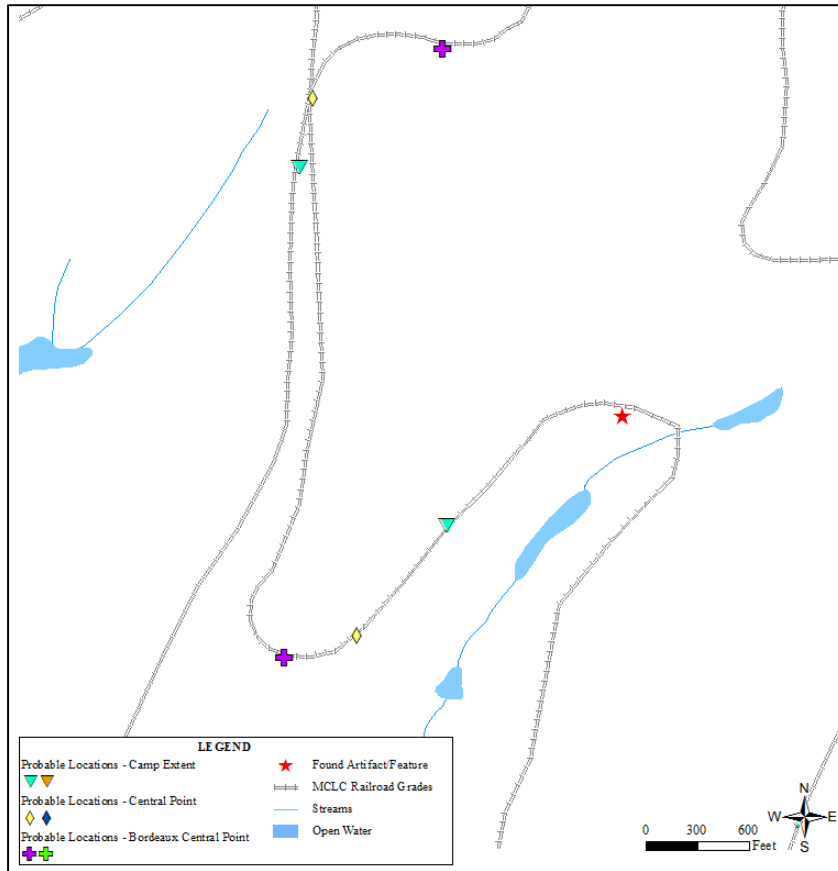 LEGEND
Probable Locations - Camp Extent
Probable Locations - Central Point
Probable Locations - Bordeaux Central Point
Found Artifact/Feature
MCLC Railroad Grades
Streams
Open Water
0 300 600
Feet
N
W E
S